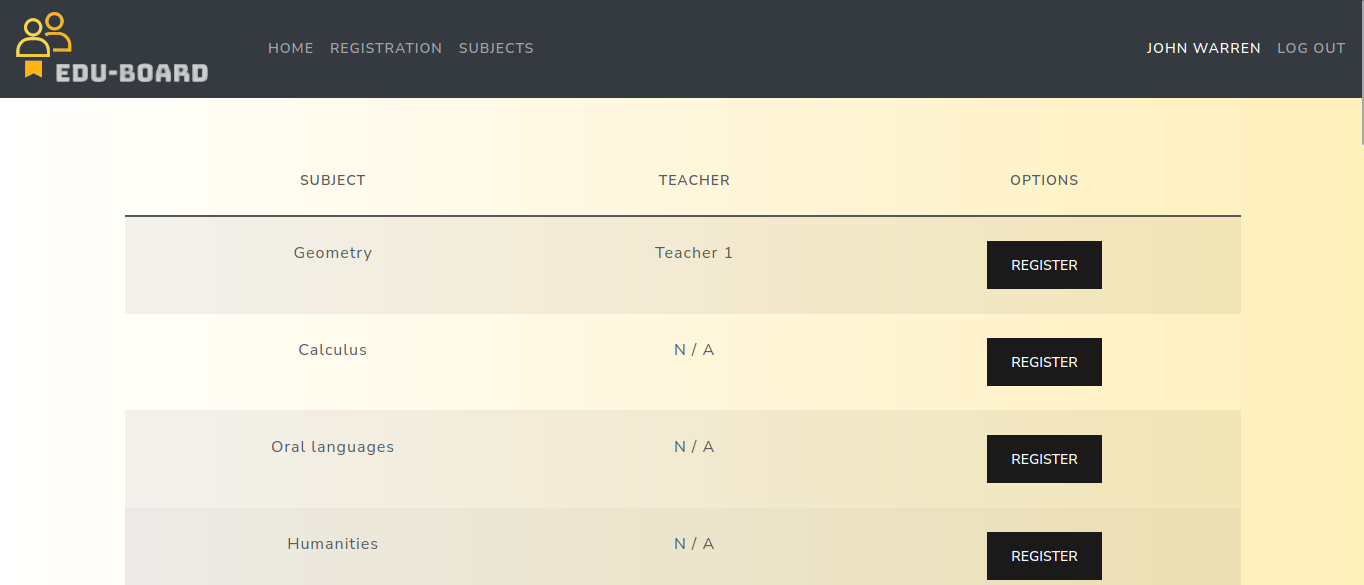 HOME REGISTRATION SUBJECTS JOHN WARREN LOG OUT
EDU-BOARD
SUBJECT TEACHER OPTIONS
Geometry Teacher 1 REGISTER
Calculus N / A REGISTER
Oral languages N / A REGISTER
Humanities N / A REGISTER